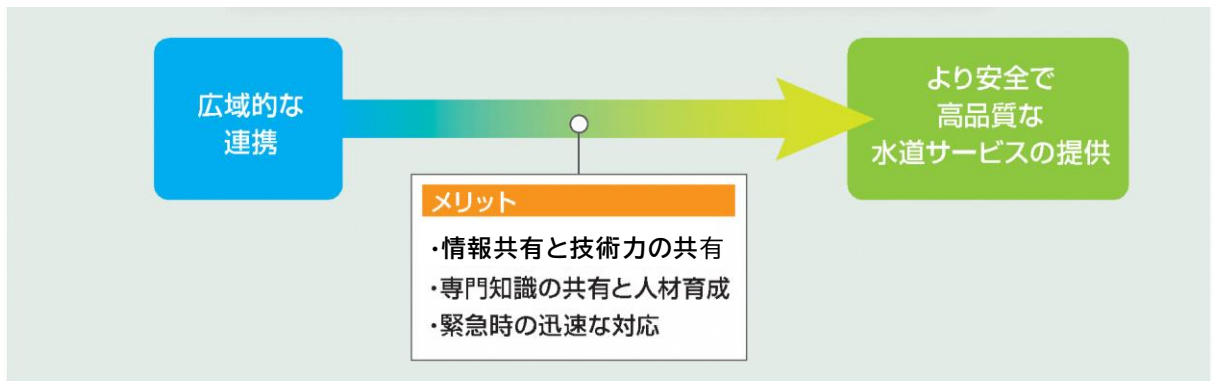 広域的な
連携
より安全で
高品質な
水道サービスの提供
メリット
・情報共有と技術力の共有
・専門知識の共有と人材育成
・緊急時の迅速な対応